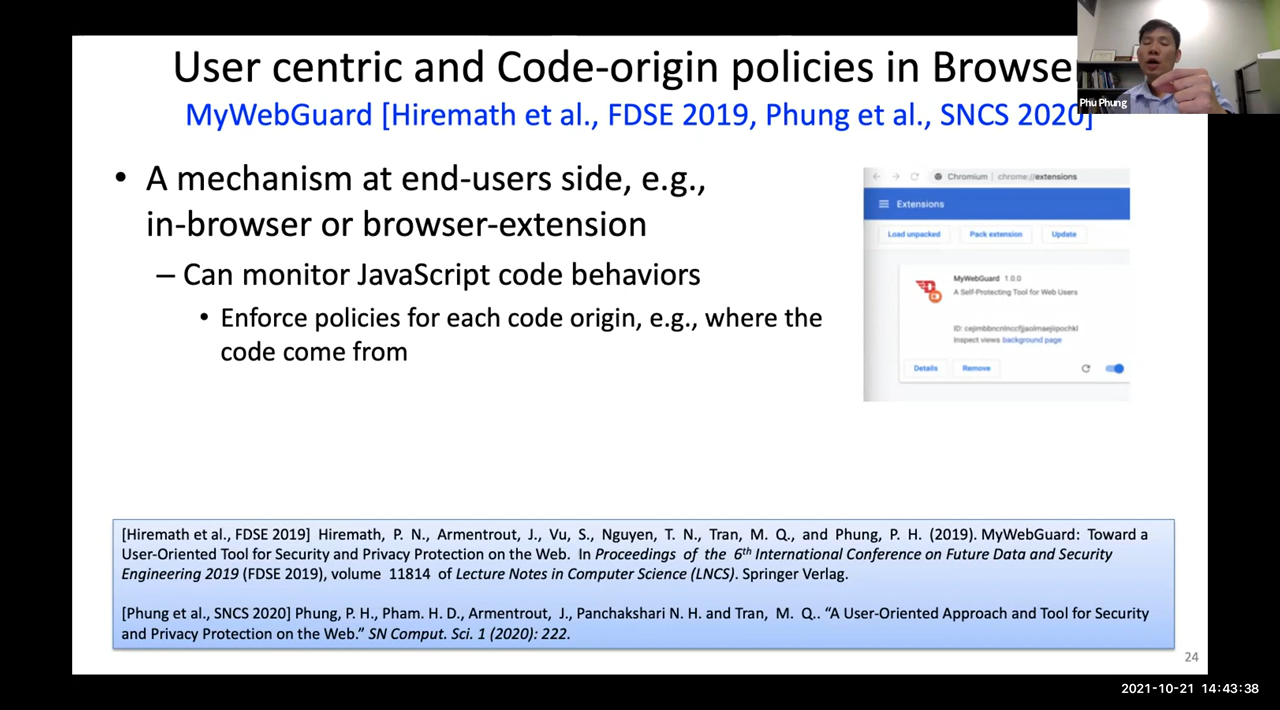 User centric and Code-origin policies in Browse
MyWebGuard [Hiremath et al., FDSE 2019, Phung et al., SNCS 2020]
Phu Phung
• A mechanism at end-users side, e.g.,
in-browser or browser-extension
– Can monitor JavaScript code behaviors
• Enforce policies for each code origin, e.g., where the
code come from
Chromium | chrome://extensions
Extensions
Load unpacked Pack extension Update
MyWebGuard 1.0.0
A Self-Protecting Tool for Web Users
Inspect views background page
Details Remove
[Hiremath et al., FDSE 2019] Hiremath, P. N., Armentrout, J., Vu, S., Nguyen, T. N., Tran, M. Q., and Phung, P. H. (2019). MyWebGuard: Toward a
User-Oriented Tool for Security and Privacy Protection on the Web. In Proceedings of the 6th International Conference on Future Data and Security
Engineering 2019 (FDSE 2019), volume 11814 of Lecture Notes in Computer Science (LNCS). Springer Verlag.
[Phung et al., SNCS 2020] Phung, P. H., Pham. H. D., Armentrout, J., Panchakshari N. H. and Tran, M. Q.. “A User-Oriented Approach and Tool for Security
and Privacy Protection on the Web.” SN Comput. Sci. 1 (2020): 222.
24
2021-10-21 14:43:38